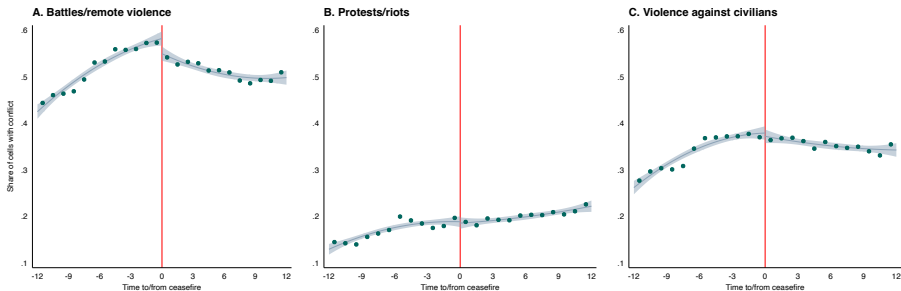 A. Battles/remote violence
B. Protests/riots
C. Violence against civilians
Share of cells with conflict
.6
.5
.4
.3
.2
.1
-12 -9 -6 -3 0 3 6 9 12
Time to/from ceasefire
.6
.5
.4
.3
.2
.1
-12 -9 -6 -3 0 3 6 9 12
Time to/from ceasefire
.6
.5
.4
.3
.2
.1
-12 -9 -6 -3 0 3 6 9 12
Time to/from ceasefire